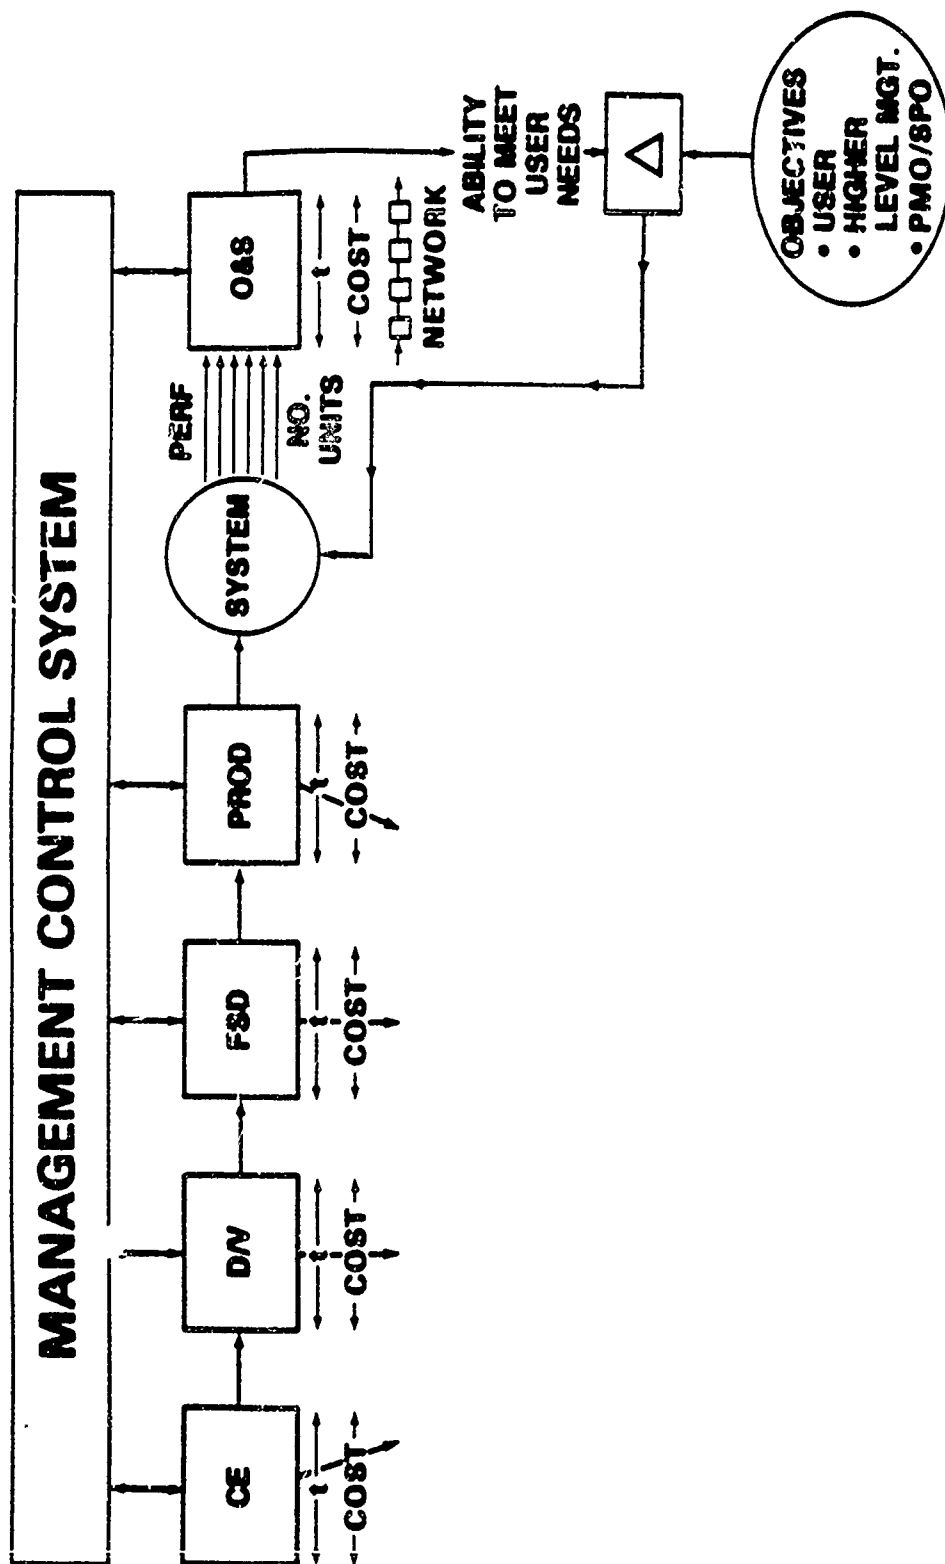 MANAGEMENT CONTROL SYSTEM
CE
t
COST
D/V
t
COST
FSD
t
COST
PROD
t
COST
SYSTEM
PERF
NO.
UNITS
O&S
t
COST
NETWORK
ABILITY
TO MEET
USER
NEEDS
Δ
OBJECTIVES
• USER
• HIGHER
LEVEL MGT.
• PMO/SPO